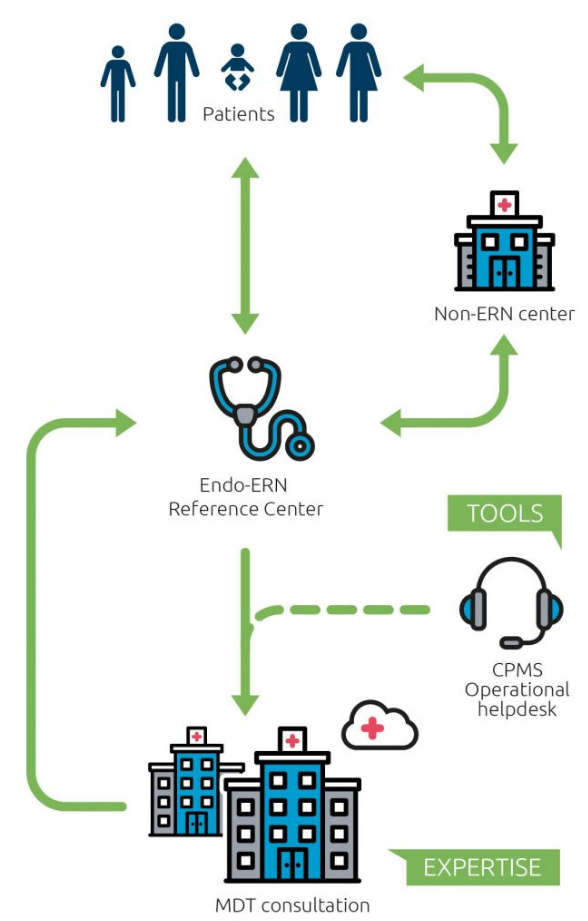 Patients
Non-ERN center
Endo-ERN
Reference Center
TOOLS
CPMS
Operational
helpdesk
EXPERTISE
MDT consultation